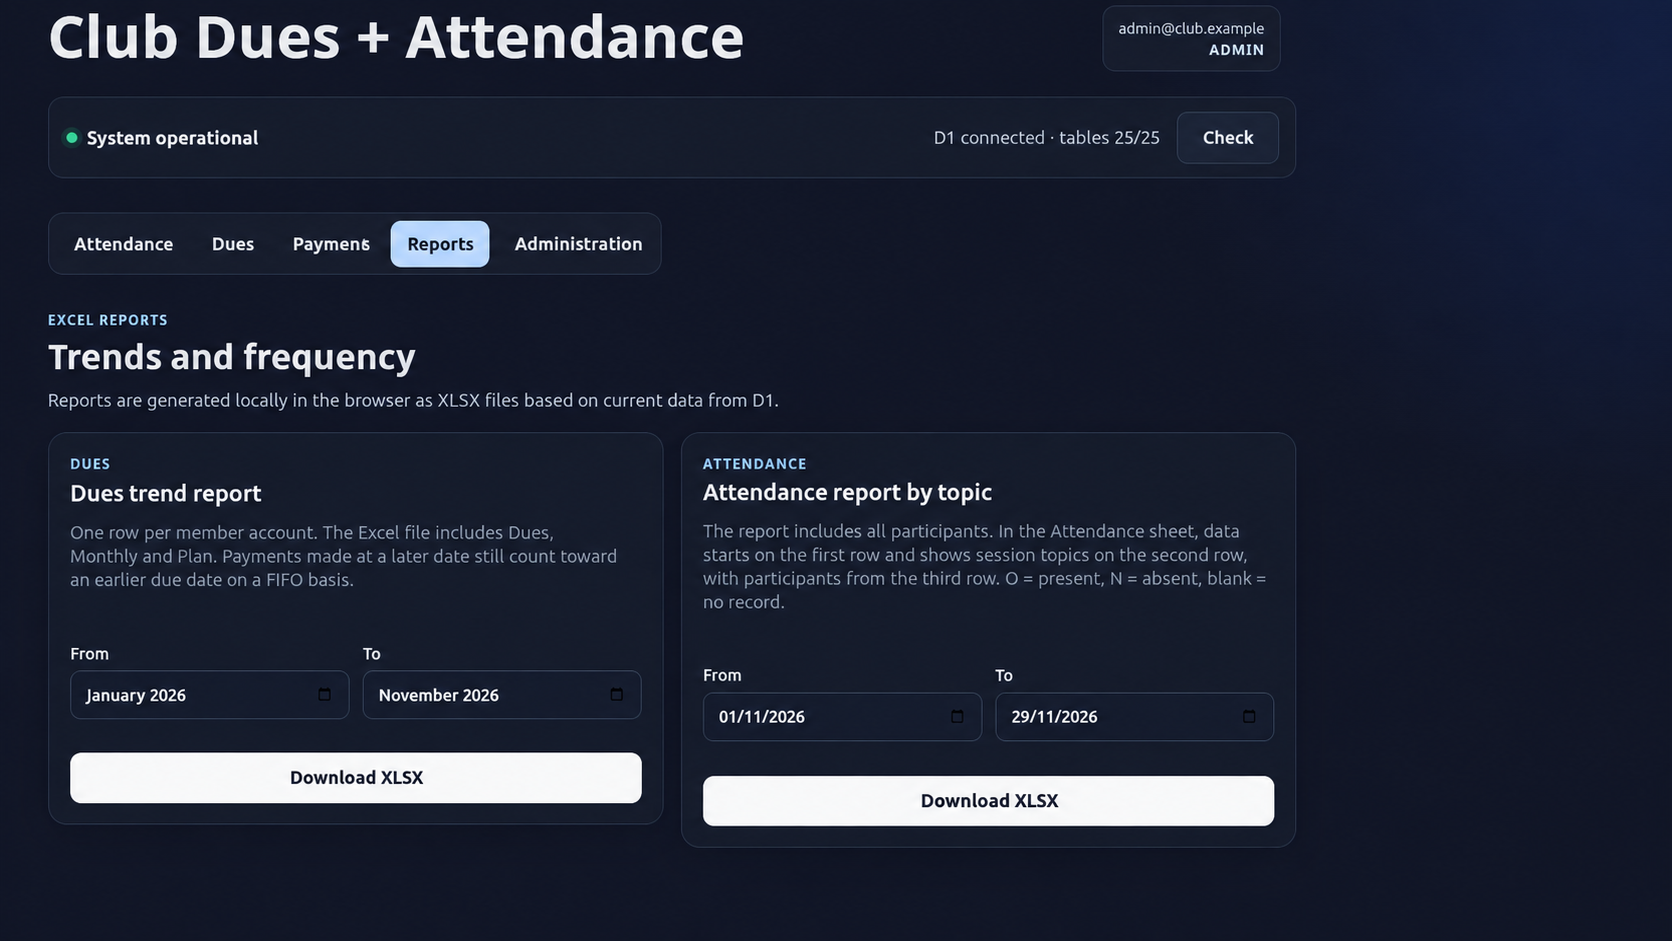 Club Dues + Attendance
admin@club.example
ADMIN
System operational
D1 connected · tables 25/25
Check
Attendance
Dues
Payment
Reports
Administration
EXCEL REPORTS
Trends and frequency
Reports are generated locally in the browser as XLSX files based on current data from D1.
DUES
Dues trend report
One row per member account. The Excel file includes Dues,
Monthly and Plan. Payments made at a later date still count toward
an earlier due date on a FIFO basis.
From
To
January 2026
November 2026
Download XLSX
ATTENDANCE
Attendance report by topic
The report includes all participants. In the Attendance sheet, data
starts on the first row and shows session topics on the second row,
with participants from the third row. O = present, N = absent, blank =
no record.
From
To
01/11/2026
29/11/2026
Download XLSX